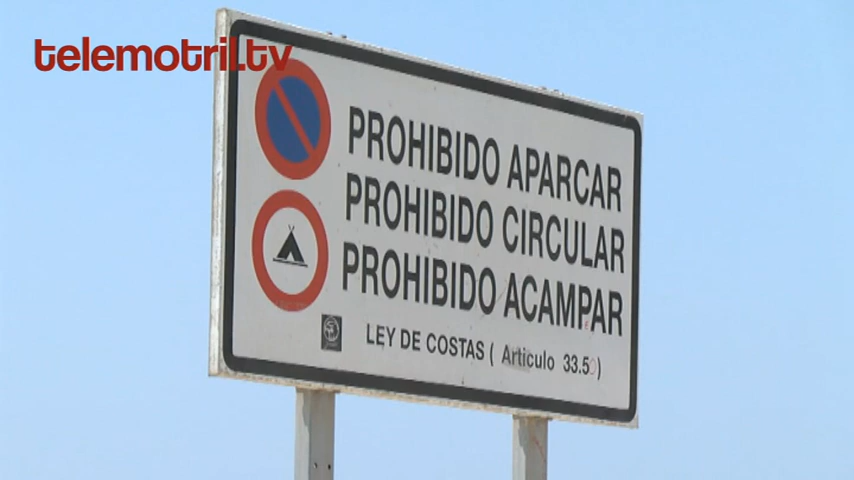 telemotril.tv
PROHIBIDO APARCAR
PROHIBIDO CIRCULAR
PROHIBIDO ACAMPAR
LEY DE COSTAS ( Articulo 33.5)